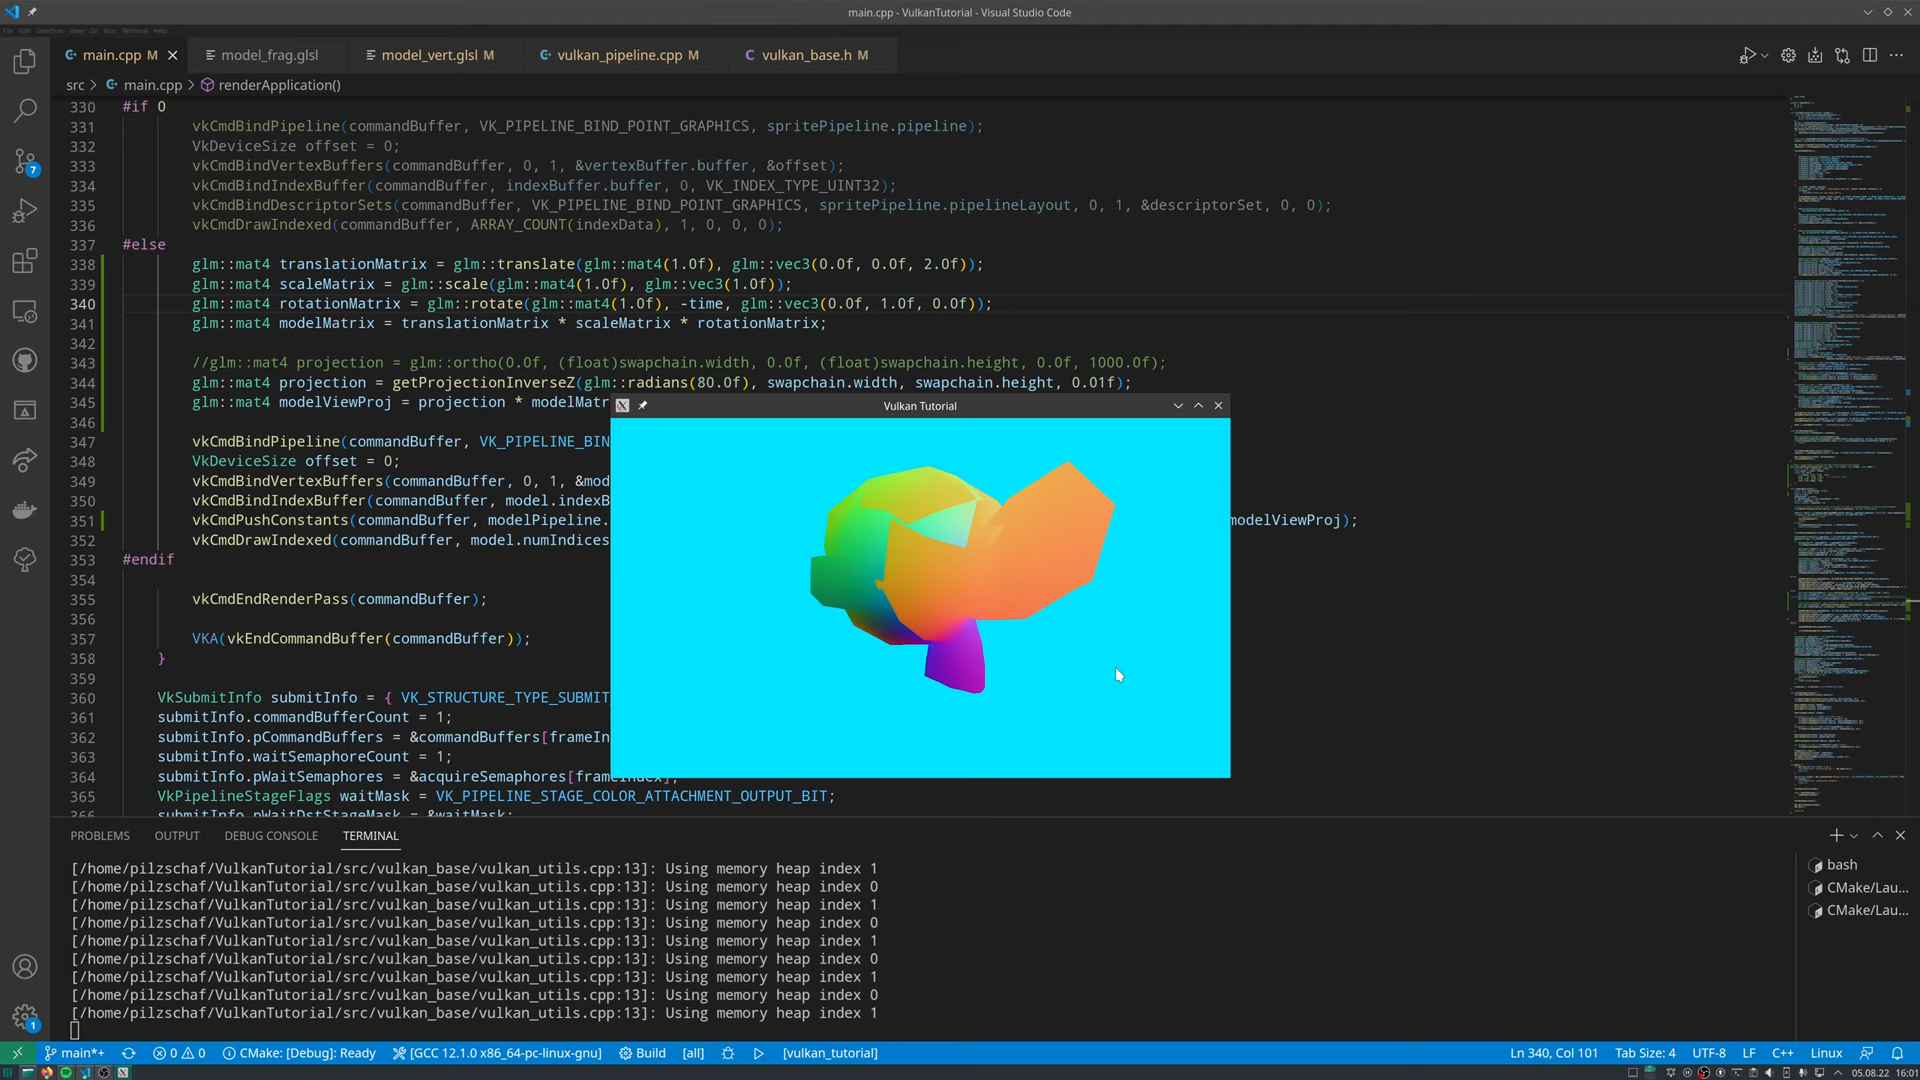 main.cpp - VulkanTutorial - Visual Studio Code
File Edit Selection View Go Run Terminal Help
main.cpp M
model_frag.glsl
model_vert.glsl M
vulkan_pipeline.cpp M
vulkan_base.h M
src > main.cpp > renderApplication()
330 #if 0
331 vkCmdBindPipeline(commandBuffer, VK_PIPELINE_BIND_POINT_GRAPHICS, spritePipeline.pipeline);
332 VkDeviceSize offset = 0;
333 vkCmdBindVertexBuffers(commandBuffer, 0, 1, &vertexBuffer.buffer, &offset);
334 vkCmdBindIndexBuffer(commandBuffer, indexBuffer.buffer, 0, VK_INDEX_TYPE_UINT32);
335 vkCmdBindDescriptorSets(commandBuffer, VK_PIPELINE_BIND_POINT_GRAPHICS, spritePipeline.pipelineLayout, 0, 1, &descriptorSet, 0, 0);
336 vkCmdDrawIndexed(commandBuffer, ARRAY_COUNT(indexData), 1, 0, 0, 0);
337 #else
338 glm::mat4 translationMatrix = glm::translate(glm::mat4(1.0f), glm::vec3(0.0f, 0.0f, 2.0f));
339 glm::mat4 scaleMatrix = glm::scale(glm::mat4(1.0f), glm::vec3(1.0f));
340 glm::mat4 rotationMatrix = glm::rotate(glm::mat4(1.0f), -time, glm::vec3(0.0f, 1.0f, 0.0f));
341 glm::mat4 modelMatrix = translationMatrix * scaleMatrix * rotationMatrix;
342
343 //glm::mat4 projection = glm::ortho(0.0f, (float)swapchain.width, 0.0f, (float)swapchain.height, 0.0f, 1000.0f);
344 glm::mat4 projection = getProjectionInverseZ(glm::radians(80.0f), swapchain.width, swapchain.height, 0.01f);
345 glm::mat4 modelViewProj = projection * modelMatr
346
347 vkCmdBindPipeline(commandBuffer, VK_PIPELINE_BIN
348 VkDeviceSize offset = 0;
349 vkCmdBindVertexBuffers(commandBuffer, 0, 1, &mod
350 vkCmdBindIndexBuffer(commandBuffer, model.indexB
351 vkCmdPushConstants(commandBuffer, modelPipeline. modelViewProj);
352 vkCmdDrawIndexed(commandBuffer, model.numIndices
353 #endif
354
355 vkCmdEndRenderPass(commandBuffer);
356
357 VKA(vkEndCommandBuffer(commandBuffer));
358 }
359
360 VkSubmitInfo submitInfo = { VK_STRUCTURE_TYPE_SUBMIT_
361 submitInfo.commandBufferCount = 1;
362 submitInfo.pCommandBuffers = &commandBuffers[frameIn
363 submitInfo.waitSemaphoreCount = 1;
364 submitInfo.pWaitSemaphores = &acquireSemaphores[frameIndex];
365 VkPipelineStageFlags waitMask = VK_PIPELINE_STAGE_COLOR_ATTACHMENT_OUTPUT_BIT;
366 submitInfo.pWaitDstStageMask = &waitMask;
Vulkan Tutorial
7
1
PROBLEMS OUTPUT DEBUG CONSOLE TERMINAL
[/home/pilzschaf/VulkanTutorial/src/vulkan_base/vulkan_utils.cpp:13]: Using memory heap index 1
[/home/pilzschaf/VulkanTutorial/src/vulkan_base/vulkan_utils.cpp:13]: Using memory heap index 0
[/home/pilzschaf/VulkanTutorial/src/vulkan_base/vulkan_utils.cpp:13]: Using memory heap index 1
[/home/pilzschaf/VulkanTutorial/src/vulkan_base/vulkan_utils.cpp:13]: Using memory heap index 0
[/home/pilzschaf/VulkanTutorial/src/vulkan_base/vulkan_utils.cpp:13]: Using memory heap index 1
[/home/pilzschaf/VulkanTutorial/src/vulkan_base/vulkan_utils.cpp:13]: Using memory heap index 0
[/home/pilzschaf/VulkanTutorial/src/vulkan_base/vulkan_utils.cpp:13]: Using memory heap index 1
[/home/pilzschaf/VulkanTutorial/src/vulkan_base/vulkan_utils.cpp:13]: Using memory heap index 0
[/home/pilzschaf/VulkanTutorial/src/vulkan_base/vulkan_utils.cpp:13]: Using memory heap index 1
bash
CMake/Lau...
CMake/Lau...
main*+ 0 0 CMake: [Debug]: Ready [GCC 12.1.0 x86_64-pc-linux-gnu] Build [all] [vulkan_tutorial] Ln 340, Col 101 Tab Size: 4 UTF-8 LF C++ Linux
05.08.22 16:01